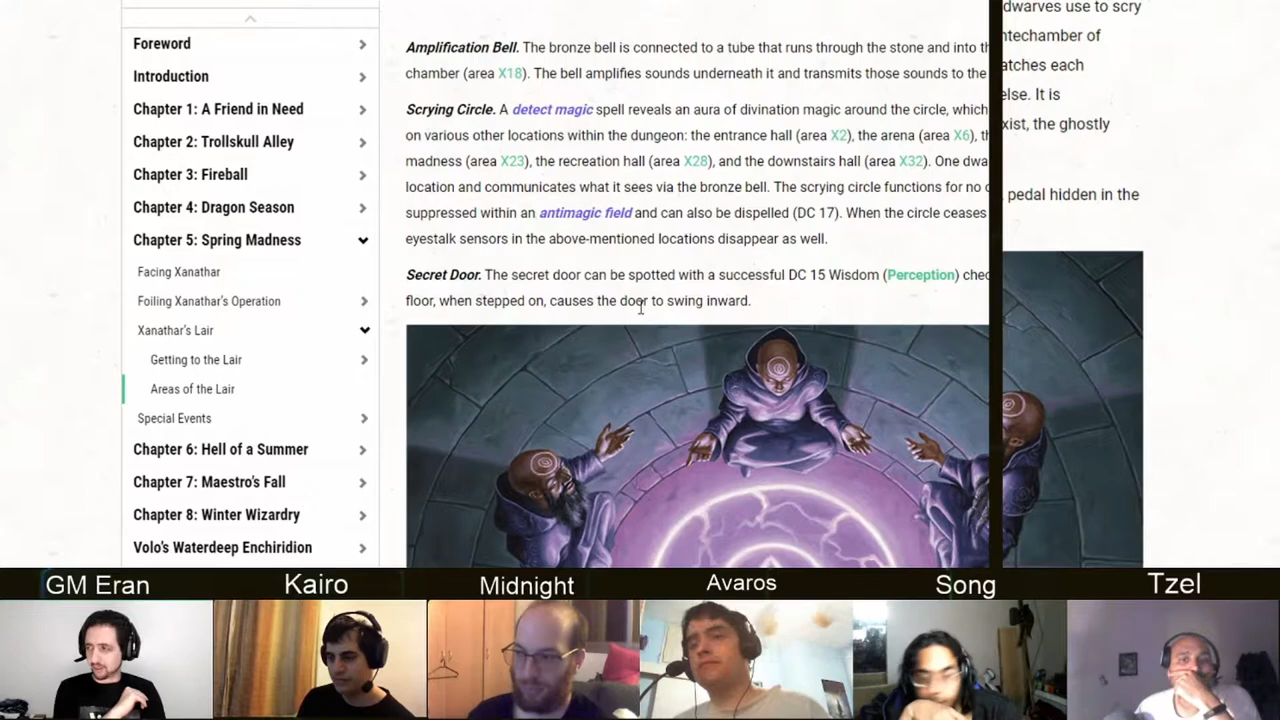 Foreword
Introduction
Chapter 1: A Friend in Need
Chapter 2: Trollskull Alley
Chapter 3: Fireball
Chapter 4: Dragon Season
Chapter 5: Spring Madness
Facing Xanathar
Foiling Xanathar's Operation
Xanathar's Lair
Getting to the Lair
Areas of the Lair
Special Events
Chapter 6: Hell of a Summer
Chapter 7: Maestro's Fall
Chapter 8: Winter Wizardry
Volo's Waterdeep Enchiridion
Amplification Bell. The bronze bell is connected to a tube that runs through the stone and into th
chamber (area X18). The bell amplifies sounds underneath it and transmits those sounds to the
Scrying Circle. A detect magic spell reveals an aura of divination magic around the circle, which
on various other locations within the dungeon: the entrance hall (area X2), the arena (area X6), th
madness (area X23), the recreation hall (area X28), and the downstairs hall (area X32). One dwa
location and communicates what it sees via the bronze bell. The scrying circle functions for no
suppressed within an antimagic field and can also be dispelled (DC 17). When the circle ceases
eyestalk sensors in the above-mentioned locations disappear as well.
Secret Door. The secret door can be spotted with a successful DC 15 Wisdom (Perception) chec
floor, when stepped on, causes the door to swing inward.
dwarves use to scry
ntechamber of
atches each
else. It is
xist, the ghostly
pedal hidden in the
GM Eran
Kairo
Midnight
Avaros
Song
Tzel